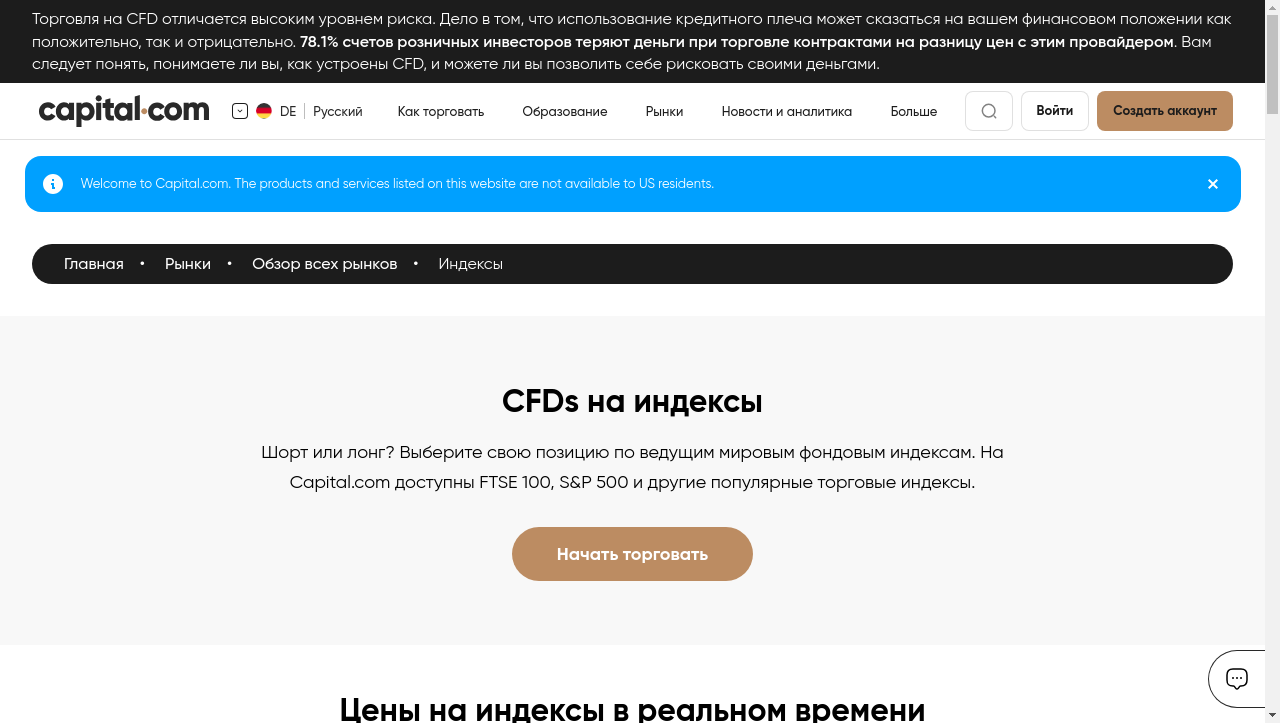 Торговля на CFD отличается высоким уровнем риска. Дело в том, что использование кредитного плеча может сказаться на вашем финансовом положении как
положительно, так и отрицательно. 78.1% счетов розничных инвесторов теряют деньги при торговле контрактами на разницу цен с этим провайдером. Вам
следует понять, понимаете ли вы, как устроены CFD, и можете ли вы позволить себе рисковать своими деньгами.
capital.com DE Русский Как торговать Образование Рынки Новости и аналитика Больше Войти Создать аккаунт
Welcome to Capital.com. The products and services listed on this website are not available to US residents.
Главная • Рынки • Обзор всех рынков • Индексы
CFDs на индексы
Шорт или лонг? Выберите свою позицию по ведущим мировым фондовым индексам. На
Capital.com доступны FTSE 100, S&P 500 и другие популярные торговые индексы.
Начать торговать
Цены на индексы в реальном времени